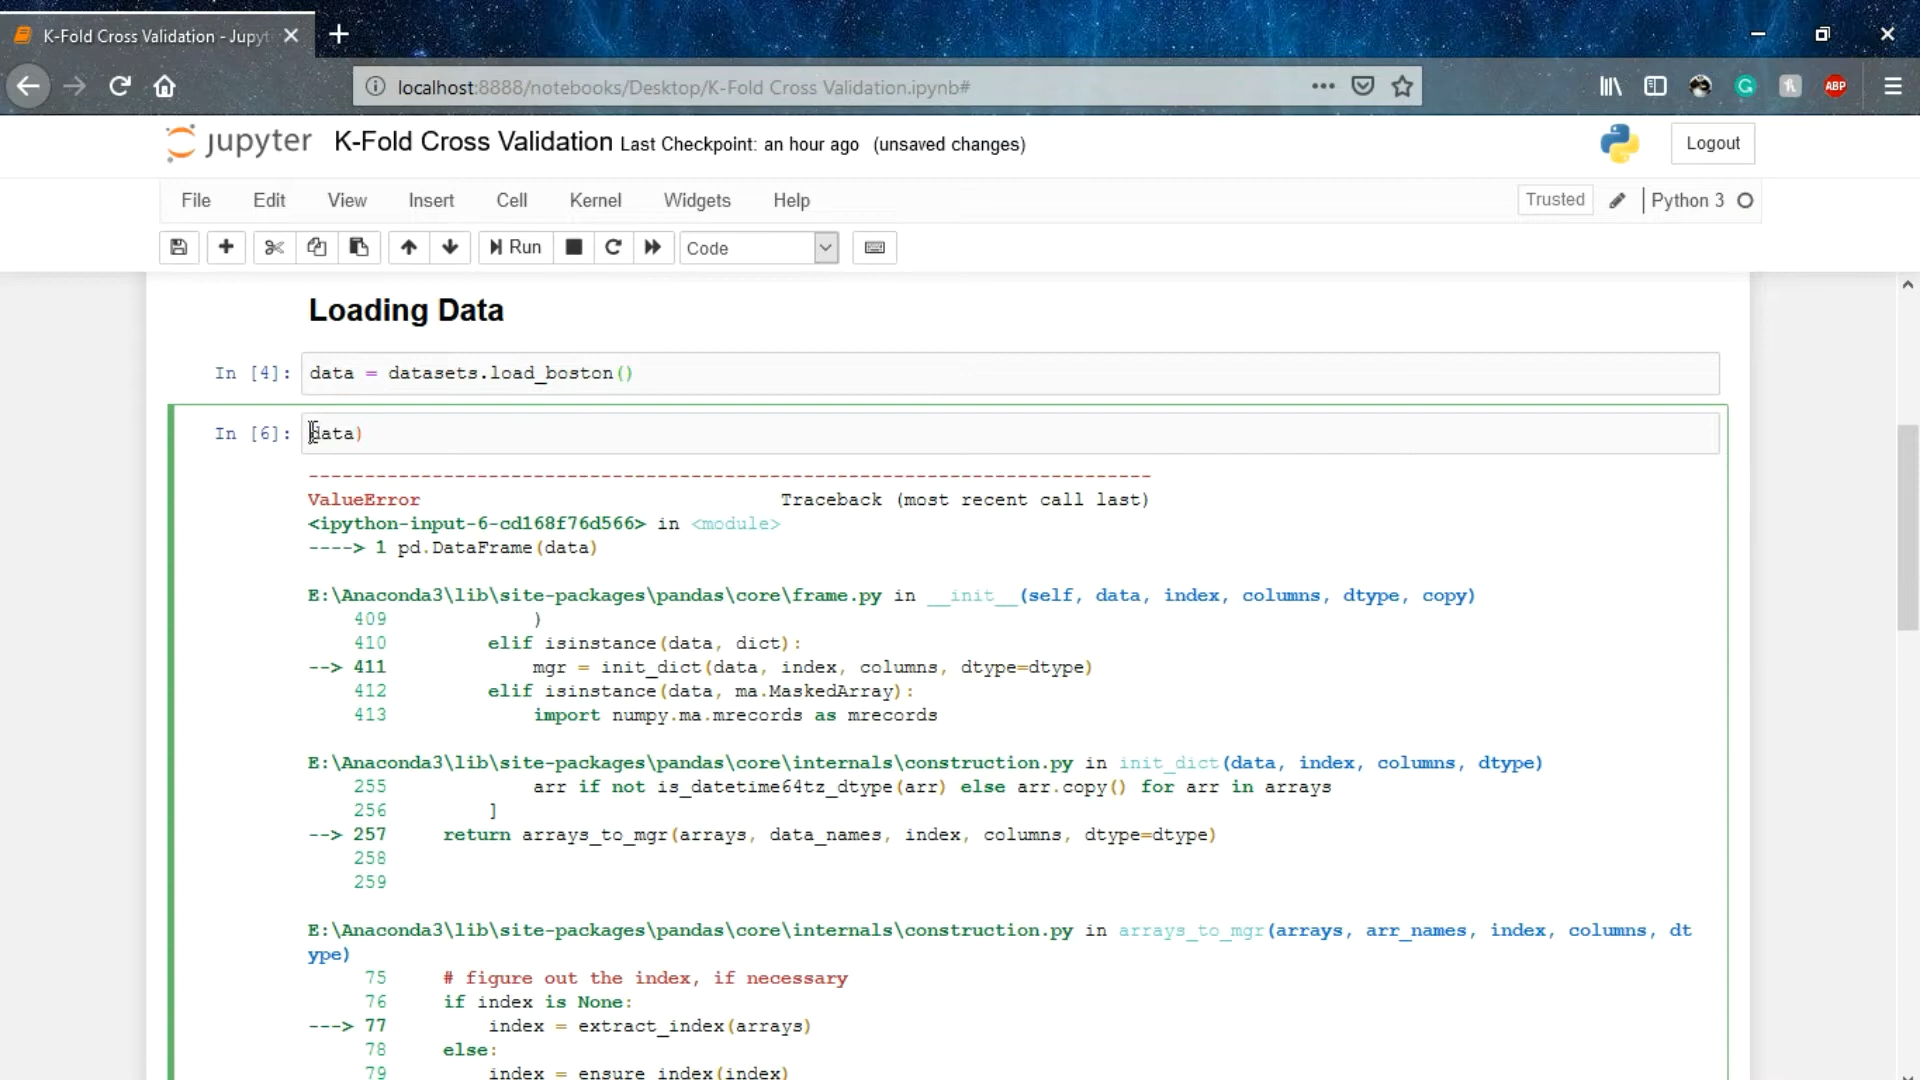 K-Fold Cross Validation - Jupyt
localhost:8888/notebooks/Desktop/K-Fold Cross Validation.ipynb#
ABP
jupyter K-Fold Cross Validation Last Checkpoint: an hour ago (unsaved changes)
Logout
File Edit View Insert Cell Kernel Widgets Help
Trusted Python 3
Run Code
Loading Data
In [4]: data = datasets.load_boston()
In [6]: data)
---------------------------------------------------------------------------
ValueError Traceback (most recent call last)
<ipython-input-6-cd168f76d566> in <module>
----> 1 pd.DataFrame(data)
E:\Anaconda3\lib\site-packages\pandas\core\frame.py in __init__(self, data, index, columns, dtype, copy)
409 )
410 elif isinstance(data, dict):
--> 411 mgr = init_dict(data, index, columns, dtype=dtype)
412 elif isinstance(data, ma.MaskedArray):
413 import numpy.ma.mrecords as mrecords
E:\Anaconda3\lib\site-packages\pandas\core\internals\construction.py in init_dict(data, index, columns, dtype)
255 arr if not is_datetime64tz_dtype(arr) else arr.copy() for arr in arrays
256 ]
--> 257 return arrays_to_mgr(arrays, data_names, index, columns, dtype=dtype)
258
259
E:\Anaconda3\lib\site-packages\pandas\core\internals\construction.py in arrays_to_mgr(arrays, arr_names, index, columns, dt
ype)
75 # figure out the index, if necessary
76 if index is None:
---> 77 index = extract_index(arrays)
78 else:
79 index = ensure_index(index)